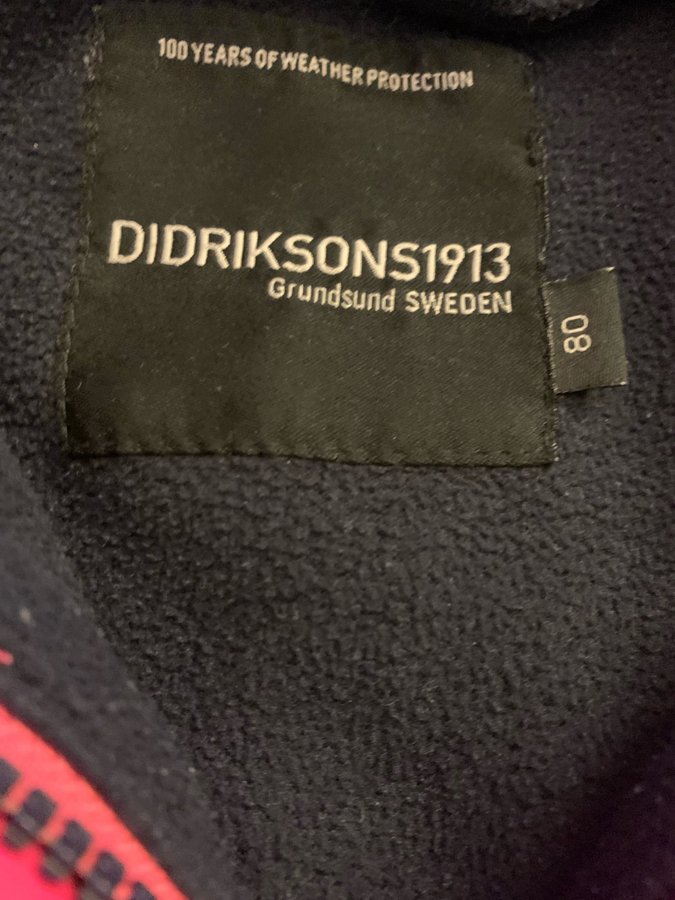 100 YEARS OF WEATHER PROTECTION
DIDRIKSONS1913
Grundsund SWEDEN
80